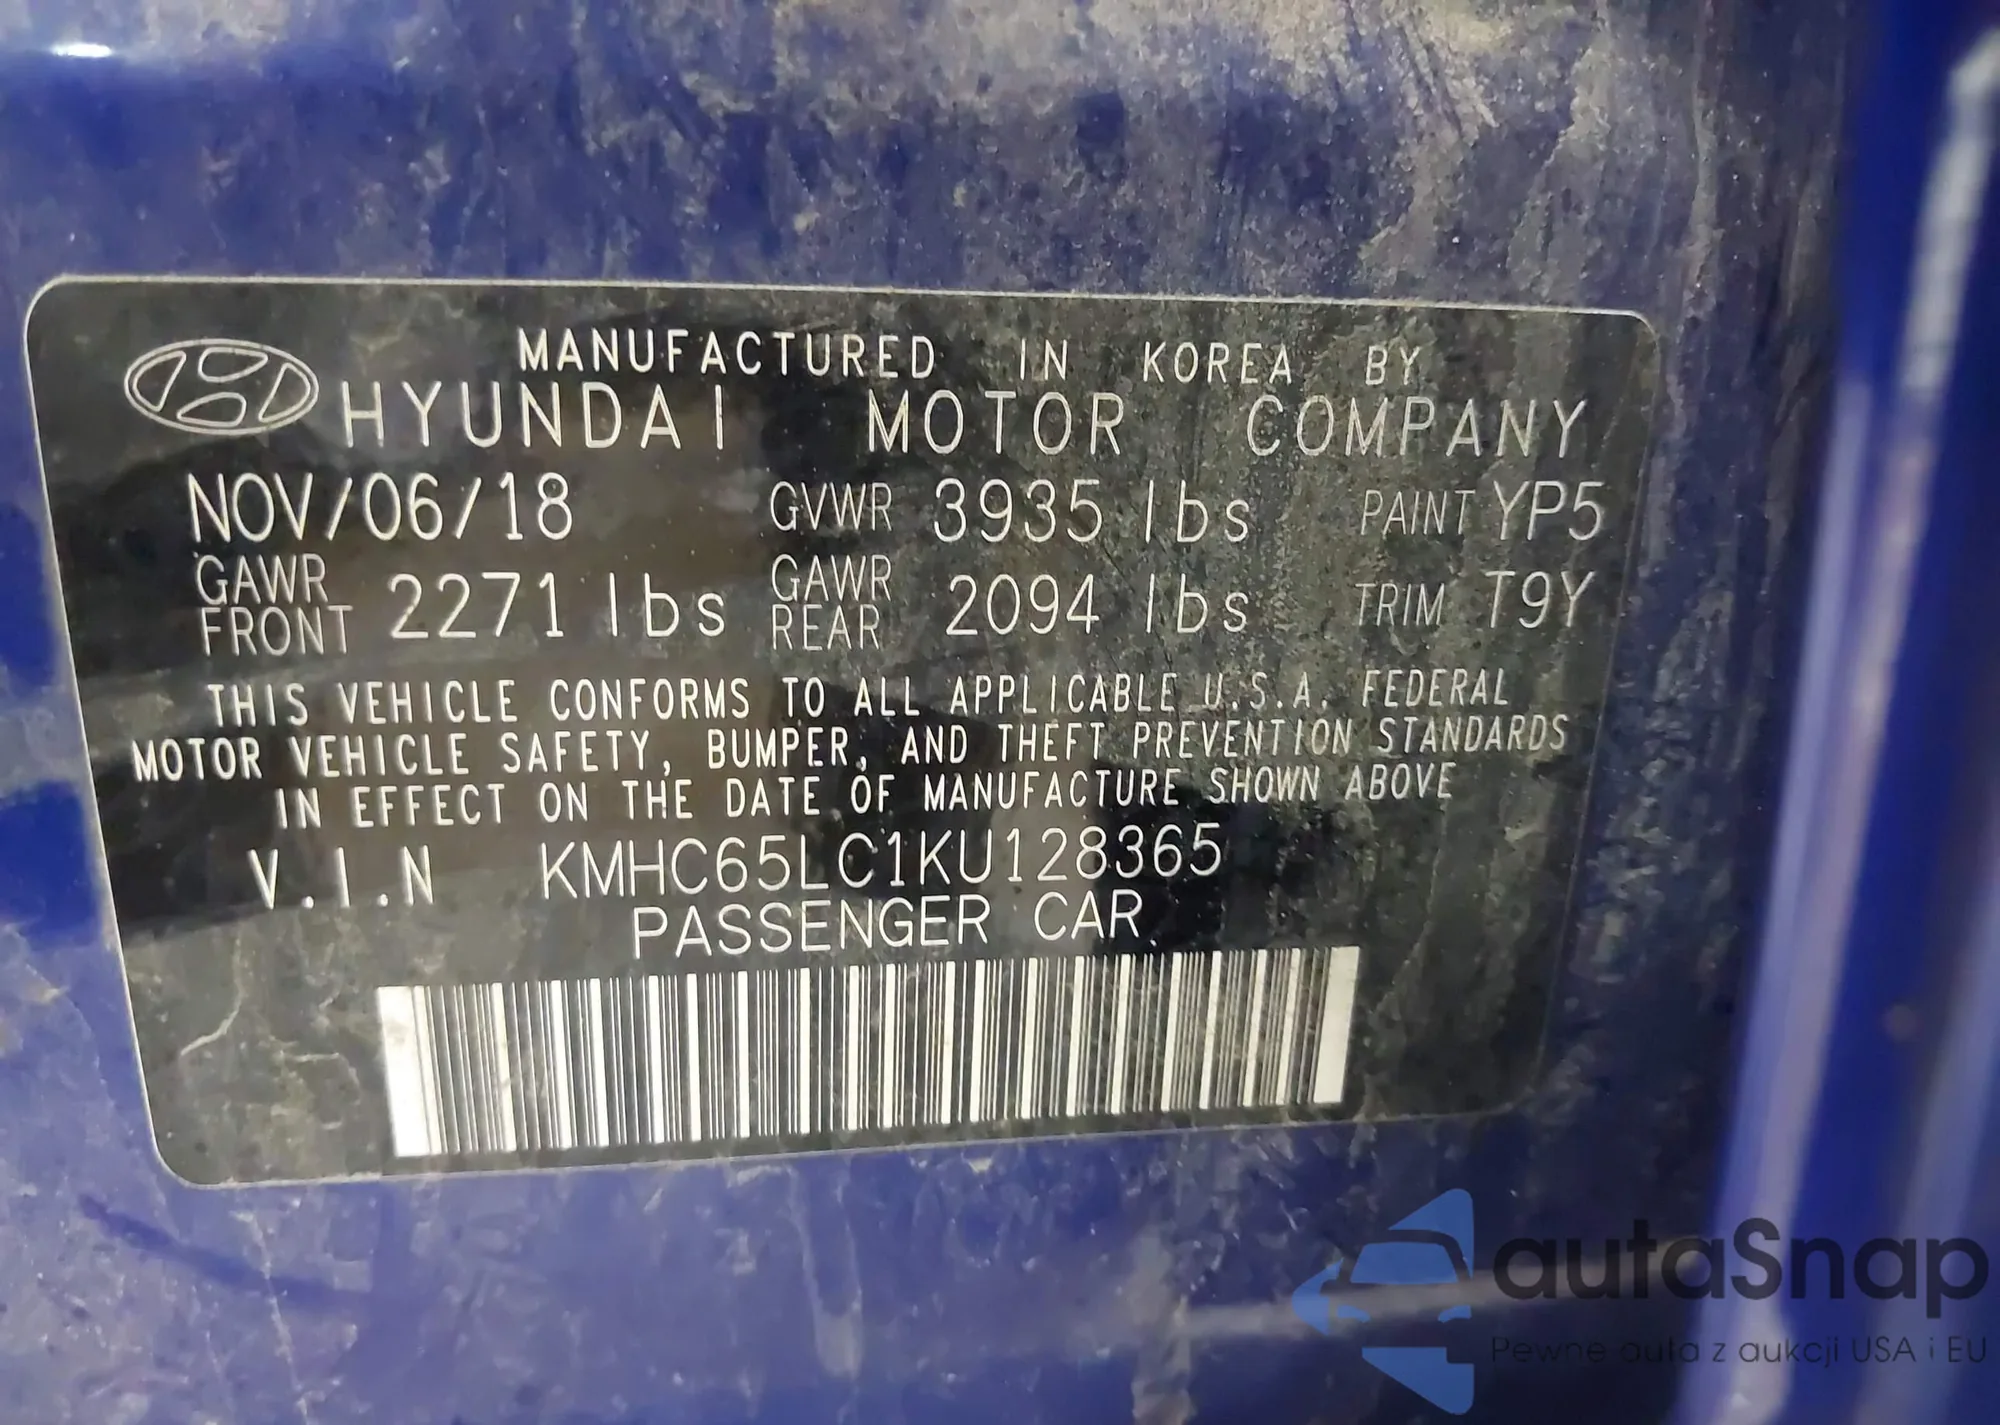 MANUFACTURED IN KOREA BY
HYUNDAI MOTOR COMPANY
NOV/06/18 GVWR 3935 lbs PAINT YP5
GAWR FRONT 2271 lbs GAWR REAR 2094 lbs TRIM T9Y
THIS VEHICLE CONFORMS TO ALL APPLICABLE U.S.A. FEDERAL
MOTOR VEHICLE SAFETY, BUMPER, AND THEFT PREVENTION STANDARDS
IN EFFECT ON THE DATE OF MANUFACTURE SHOWN ABOVE
V.I.N KMHC65LC1KU128365
PASSENGER CAR
autaSnap
Pewne auta z aukcji USA i EU